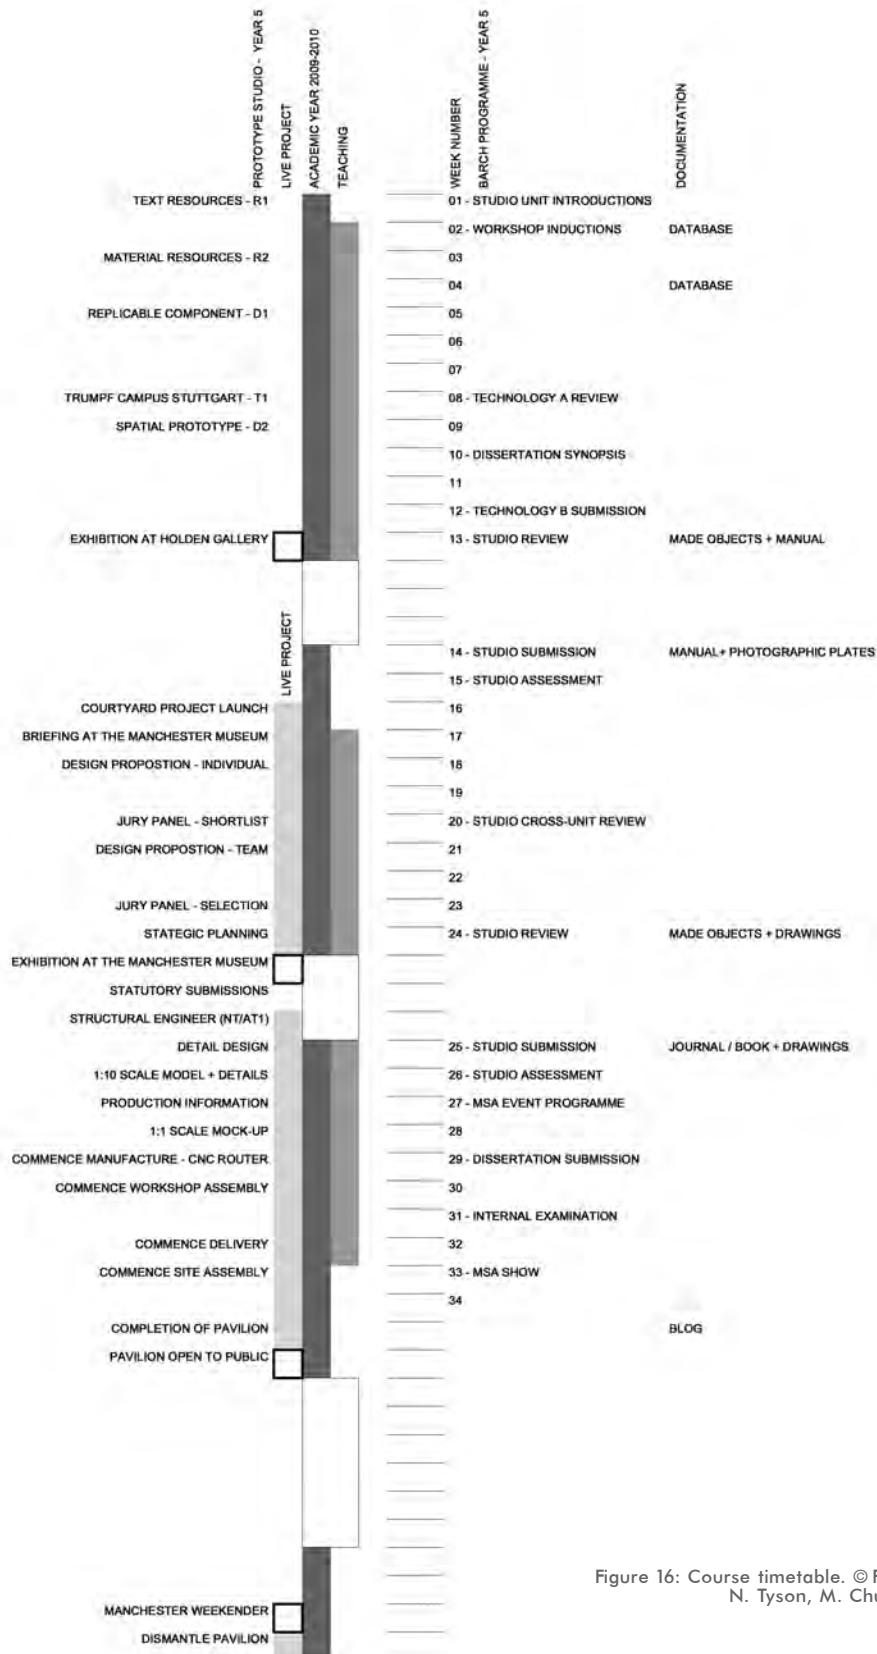 PROTOTYPE STUDIO - YEAR 5
LIVE PROJECT
ACADEMIC YEAR 2009-2010
TEACHING
WEEK NUMBER
BARCH PROGRAMME - YEAR 5
DOCUMENTATION
TEXT RESOURCES - R1
01 - STUDIO UNIT INTRODUCTIONS
02 - WORKSHOP INDUCTIONS DATABASE
MATERIAL RESOURCES - R2 03
04 DATABASE
REPLICABLE COMPONENT - D1 05
06
07
TRUMPF CAMPUS STUTTGART - T1 08 - TECHNOLOGY A REVIEW
SPATIAL PROTOTYPE - D2 09
10 - DISSERTATION SYNOPSIS
11
12 - TECHNOLOGY B SUBMISSION
EXHIBITION AT HOLDEN GALLERY 13 - STUDIO REVIEW MADE OBJECTS + MANUAL
LIVE PROJECT
14 - STUDIO SUBMISSION MANUAL+ PHOTOGRAPHIC PLATES
15 - STUDIO ASSESSMENT
COURTYARD PROJECT LAUNCH 16
BRIEFING AT THE MANCHESTER MUSEUM 17
DESIGN PROPOSTION - INDIVIDUAL 18
19
JURY PANEL - SHORTLIST 20 - STUDIO CROSS-UNIT REVIEW
DESIGN PROPOSTION - TEAM 21
22
JURY PANEL - SELECTION 23
STATEGIC PLANNING 24 - STUDIO REVIEW MADE OBJECTS + DRAWINGS
EXHIBITION AT THE MANCHESTER MUSEUM
STATUTORY SUBMISSIONS
STRUCTURAL ENGINEER (NT/AT1)
DETAIL DESIGN 25 - STUDIO SUBMISSION JOURNAL / BOOK + DRAWINGS
1:10 SCALE MODEL + DETAILS 26 - STUDIO ASSESSMENT
PRODUCTION INFORMATION 27 - MSA EVENT PROGRAMME
1:1 SCALE MOCK-UP 28
COMMENCE MANUFACTURE - CNC ROUTER 29 - DISSERTATION SUBMISSION
COMMENCE WORKSHOP ASSEMBLY 30
31 - INTERNAL EXAMINATION
COMMENCE DELIVERY 32
COMMENCE SITE ASSEMBLY 33 - MSA SHOW
34
COMPLETION OF PAVILION BLOG
PAVILION OPEN TO PUBLIC
MANCHESTER WEEKENDER
DISMANTLE PAVILION
Figure 16: Course timetable. ©
N. Tyson, M.